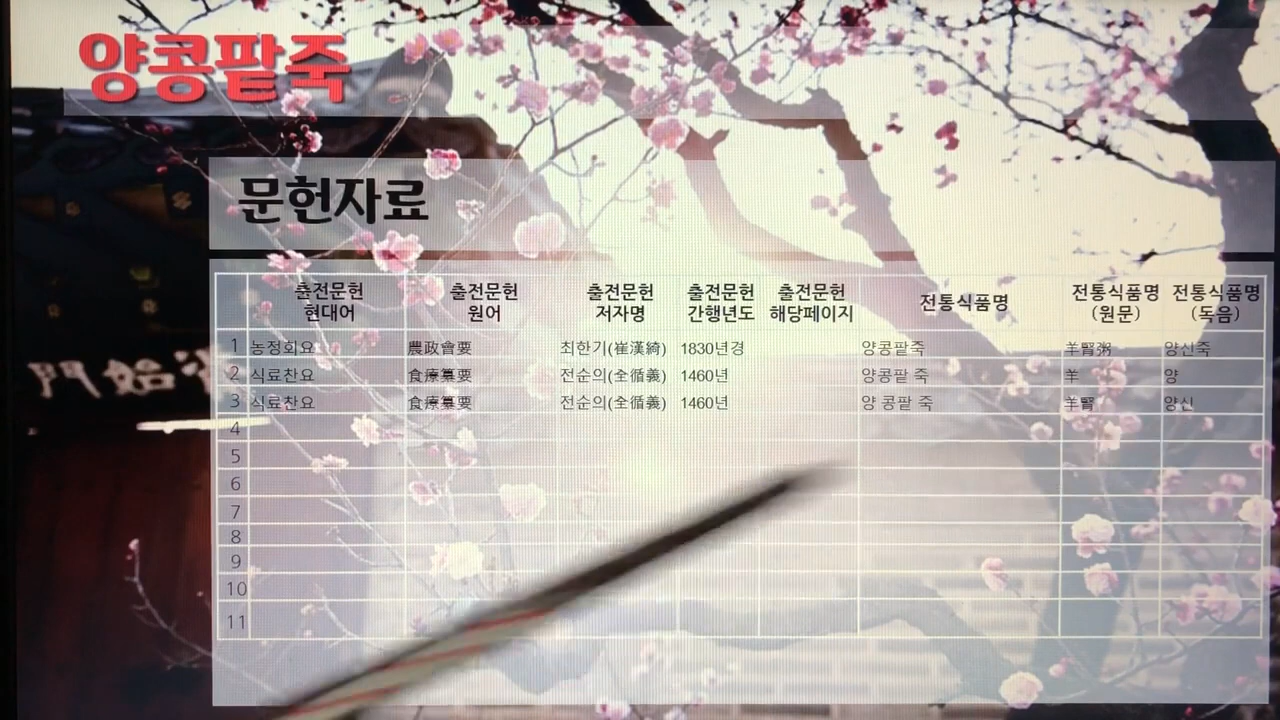 양콩팥죽
문헌자료
출전문헌 현대어 출전문헌 원어 출전문헌 저자명 출전문헌 간행년도 출전문헌 해당페이지 전통식품명 전통식품명 (원문) 전통식품명 (독음)
1 농정회요 農政會要 최한기(崔漢綺) 1830년경 양콩팥죽 羊腎粥 양신죽
2 식료찬요 食療纂要 전순의(全循義) 1460년 양콩팥 죽 羊 양
3 식료찬요 食療纂要 전순의(全循義) 1460년 양 콩팥 죽 羊腎 양신
4
5
6
7
8
9
10
11
門 始